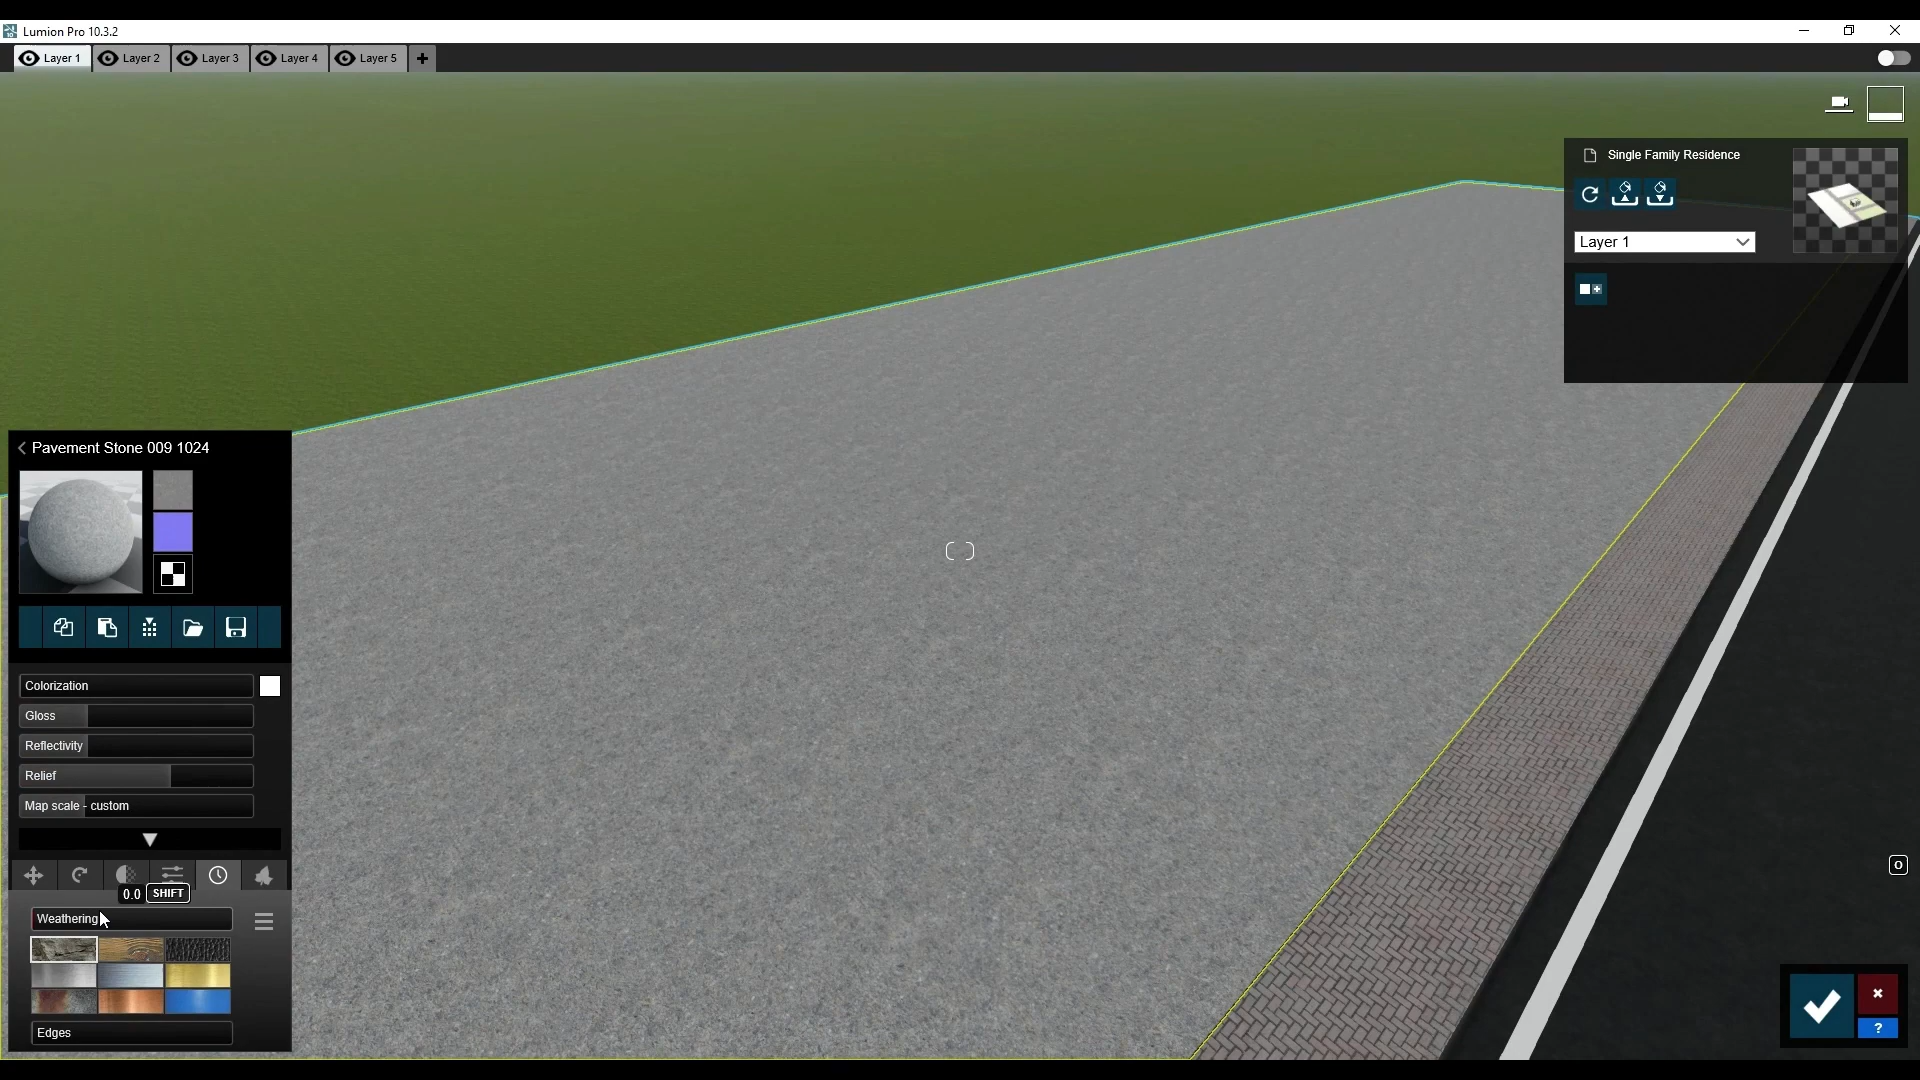 Lumion Pro 10.3.2
Layer 1
Layer 2
Layer 3
Layer 4
Layer 5
Single Family Residence
Layer 1
Pavement Stone 009 1024
Colorization
Gloss
Reflectivity
Relief
Map scale - custom
0.0 SHIFT
Weathering
Edges
O
?